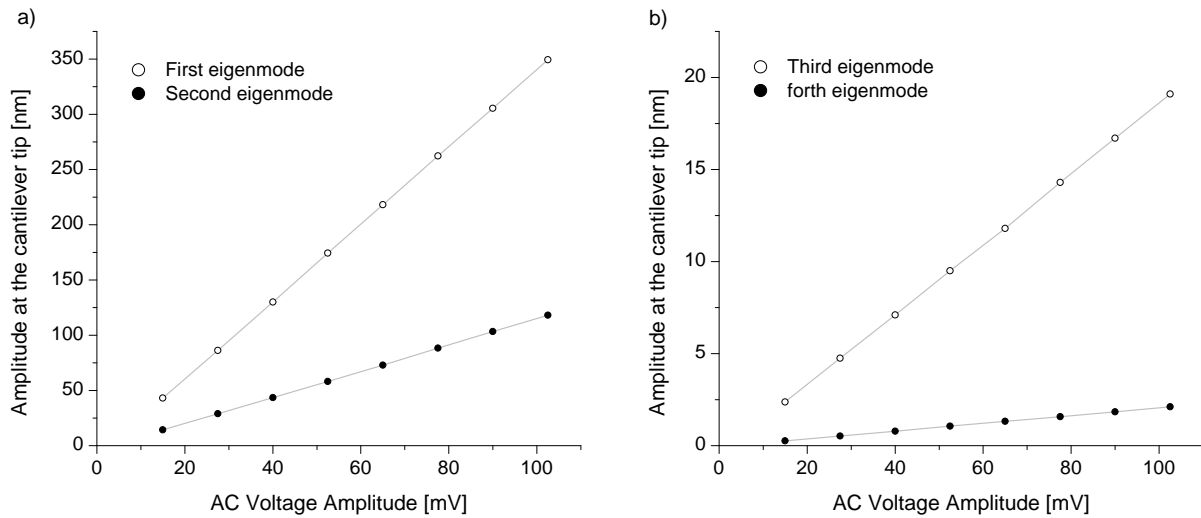 a)
Amplitude at the cantilever tip [nm]
350
300
250
200
150
100
50
0
First eigenmode
Second eigenmode
0 20 40 60 80 100
AC Voltage Amplitude [mV]
b)
Amplitude at the cantilever tip [nm]
20
15
10
5
0
Third eigenmode
forth eigenmode
0 20 40 60 80 100
AC Voltage Amplitude [mV]